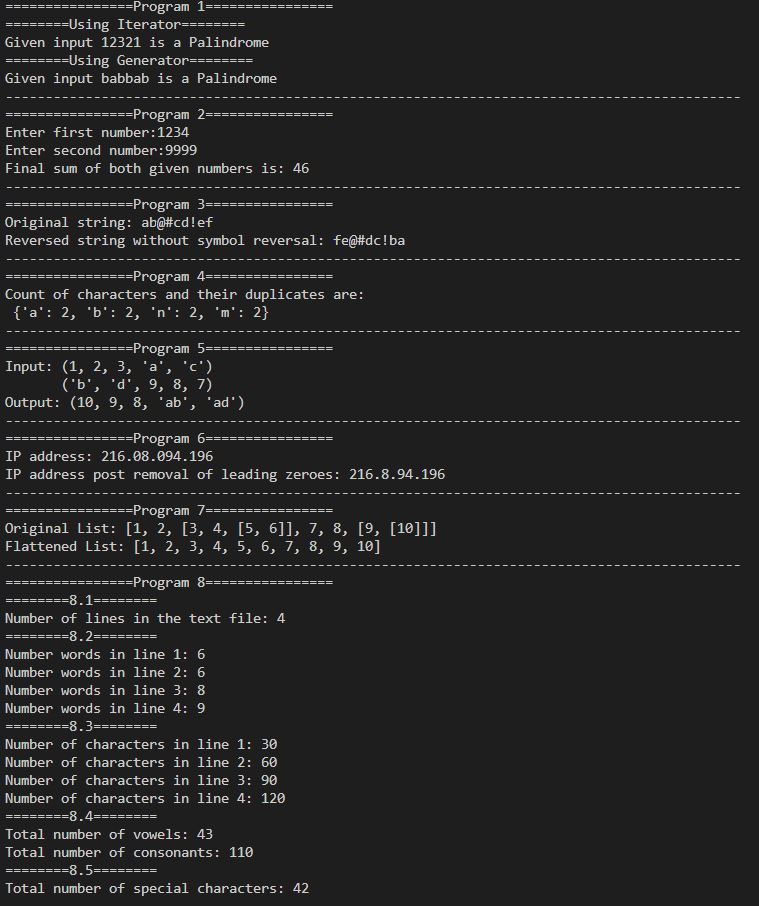 ================Program 1================
========Using Iterator========
Given input 12321 is a Palindrome
========Using Generator========
Given input babbab is a Palindrome
--------------------------------------------------------------------------------------------
================Program 2================
Enter first number:1234
Enter second number:9999
Final sum of both given numbers is: 46
--------------------------------------------------------------------------------------------
================Program 3================
Original string: ab@#cd!ef
Reversed string without symbol reversal: fe@#dc!ba
--------------------------------------------------------------------------------------------
================Program 4================
Count of characters and their duplicates are:
 {'a': 2, 'b': 2, 'n': 2, 'm': 2}
--------------------------------------------------------------------------------------------
================Program 5================
Input: (1, 2, 3, 'a', 'c')
       ('b', 'd', 9, 8, 7)
Output: (10, 9, 8, 'ab', 'ad')
--------------------------------------------------------------------------------------------
================Program 6================
IP address: 216.08.094.196
IP address post removal of leading zeroes: 216.8.94.196
--------------------------------------------------------------------------------------------
================Program 7================
Original List: [1, 2, [3, 4, [5, 6]], 7, 8, [9, [10]]]
Flattened List: [1, 2, 3, 4, 5, 6, 7, 8, 9, 10]
--------------------------------------------------------------------------------------------
================Program 8================
========8.1========
Number of lines in the text file: 4
========8.2========
Number words in line 1: 6
Number words in line 2: 6
Number words in line 3: 8
Number words in line 4: 9
========8.3========
Number of characters in line 1: 30
Number of characters in line 2: 60
Number of characters in line 3: 90
Number of characters in line 4: 120
========8.4========
Total number of vowels: 43
Total number of consonants: 110
========8.5========
Total number of special characters: 42